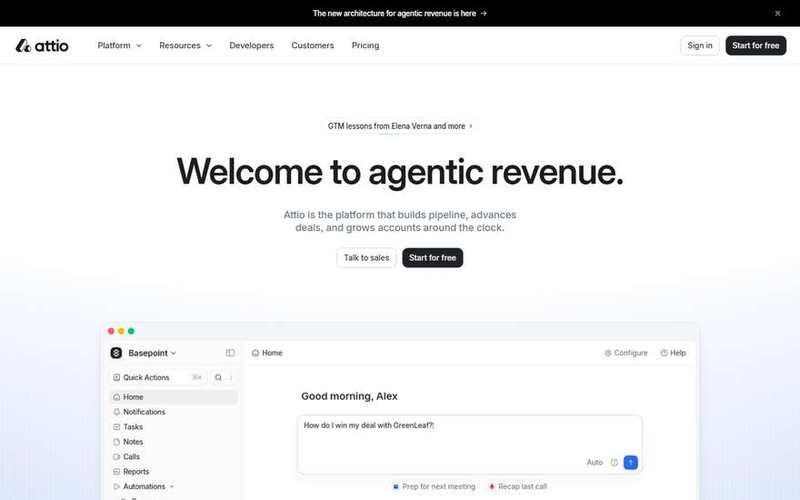 The new architecture for agentic revenue is here →
attio
Platform
Resources
Developers
Customers
Pricing
Sign in
Start for free
GTM lessons from Elena Verna and more ›
Welcome to agentic revenue.
Attio is the platform that builds pipeline, advances
deals, and grows accounts around the clock.
Talk to sales
Start for free
Basepoint
Home
Configure
Help
Quick Actions
⌘K
Home
Notifications
Tasks
Notes
Calls
Reports
Automations
Good morning, Alex
How do I win my deal with GreenLeaf?
Auto
Prep for next meeting
Recap last call